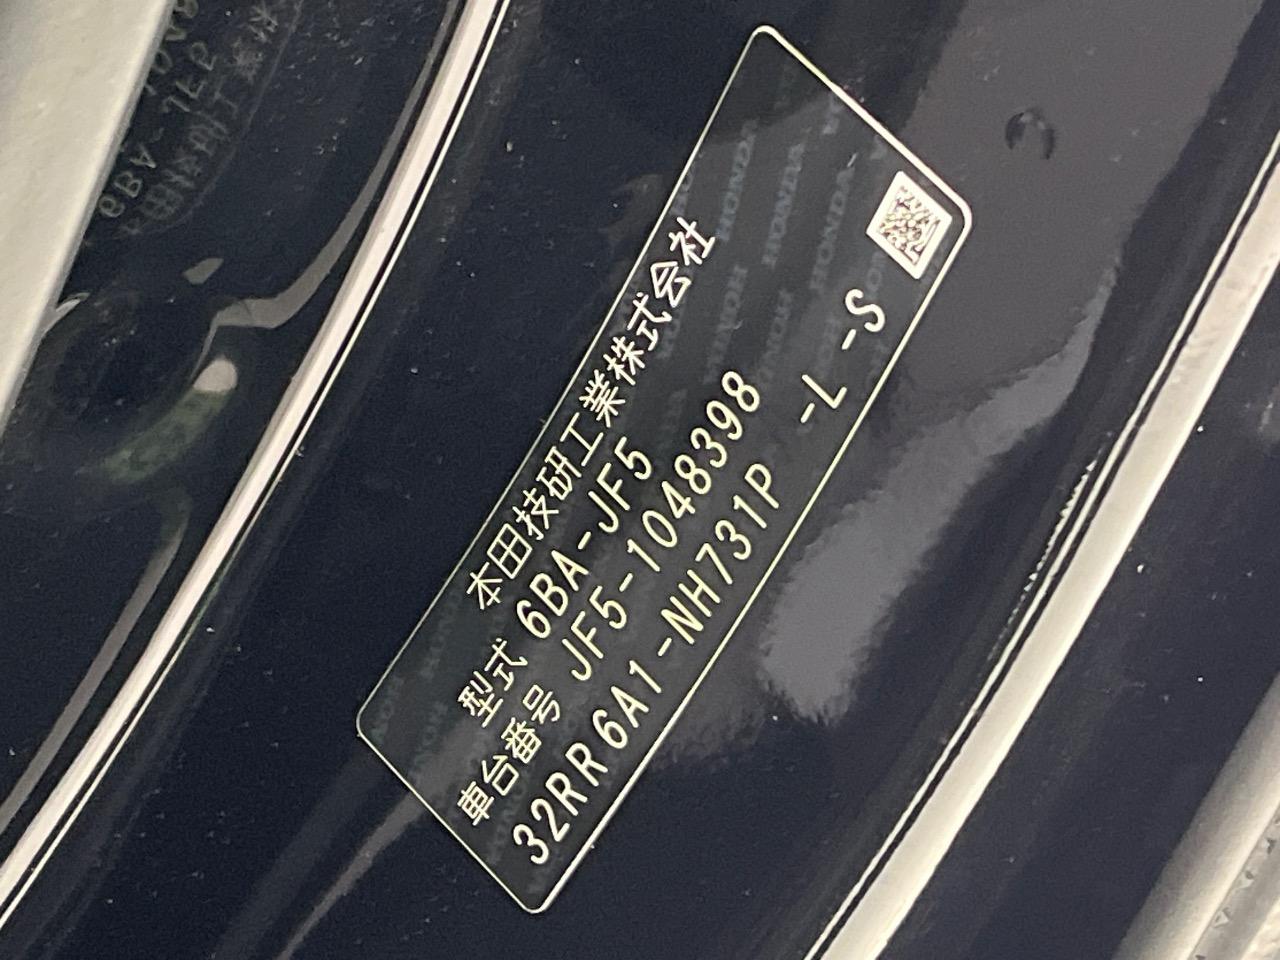 本田技研工業株式会社
型式 6BA-JF5
車台番号 JF5-1048398
32RR6A1-NH731P -L -S